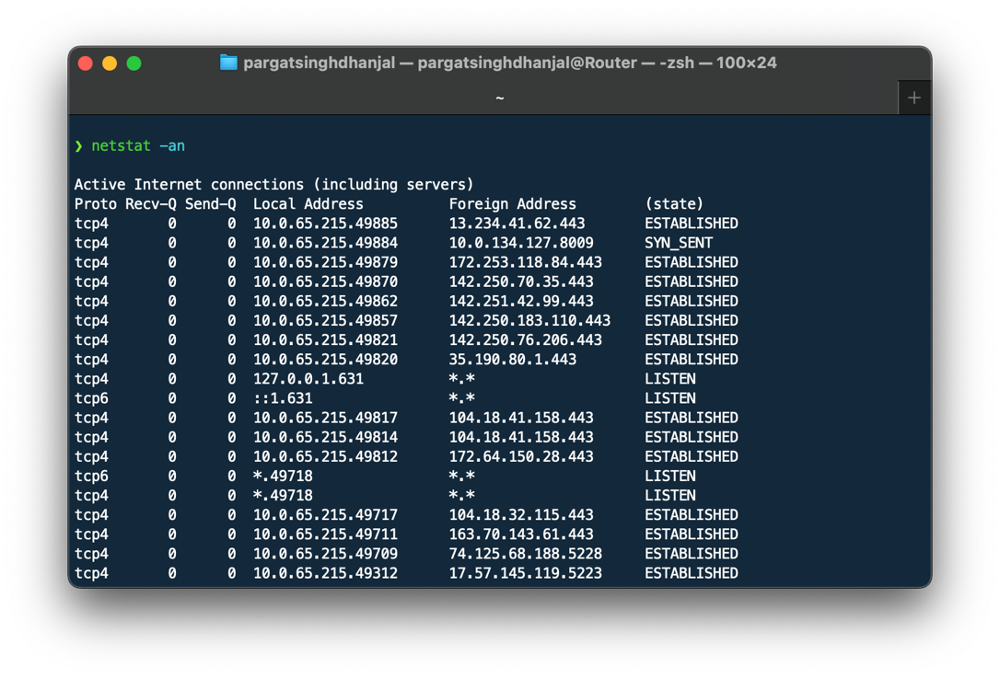 pargatsinghdhanjal — pargatsinghdhanjal@Router — -zsh — 100×24
~
+
❯ netstat -an
Active Internet connections (including servers)
Proto Recv-Q Send-Q  Local Address          Foreign Address        (state)
tcp4       0      0  10.0.65.215.49885      13.234.41.62.443       ESTABLISHED
tcp4       0      0  10.0.65.215.49884      10.0.134.127.8009      SYN_SENT
tcp4       0      0  10.0.65.215.49879      172.253.118.84.443     ESTABLISHED
tcp4       0      0  10.0.65.215.49870      142.250.70.35.443      ESTABLISHED
tcp4       0      0  10.0.65.215.49862      142.251.42.99.443      ESTABLISHED
tcp4       0      0  10.0.65.215.49857      142.250.183.110.443    ESTABLISHED
tcp4       0      0  10.0.65.215.49821      142.250.76.206.443     ESTABLISHED
tcp4       0      0  10.0.65.215.49820      35.190.80.1.443        ESTABLISHED
tcp4       0      0  127.0.0.1.631          *.*                    LISTEN
tcp6       0      0  ::1.631                *.*                    LISTEN
tcp4       0      0  10.0.65.215.49817      104.18.41.158.443      ESTABLISHED
tcp4       0      0  10.0.65.215.49814      104.18.41.158.443      ESTABLISHED
tcp4       0      0  10.0.65.215.49812      172.64.150.28.443      ESTABLISHED
tcp6       0      0  *.49718                *.*                    LISTEN
tcp4       0      0  *.49718                *.*                    LISTEN
tcp4       0      0  10.0.65.215.49717      104.18.32.115.443      ESTABLISHED
tcp4       0      0  10.0.65.215.49711      163.70.143.61.443      ESTABLISHED
tcp4       0      0  10.0.65.215.49709      74.125.68.188.5228     ESTABLISHED
tcp4       0      0  10.0.65.215.49312      17.57.145.119.5223     ESTABLISHED